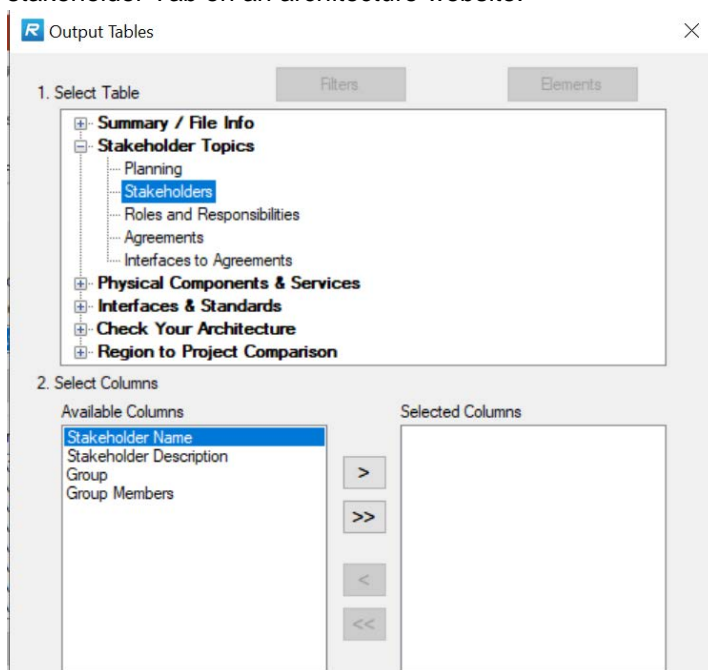 stakeholder Tab on an architecture website.
R Output Tables
Filters Elements
1. Select Table
Summary / File Info
Stakeholder Topics
Planning
Stakeholders
Roles and Responsibilities
Agreements
Interfaces to Agreements
Physical Components & Services
Interfaces & Standards
Check Your Architecture
Region to Project Comparison
2. Select Columns
Available Columns Selected Columns
Stakeholder Name
Stakeholder Description
Group
Group Members
>
>>
<
<<